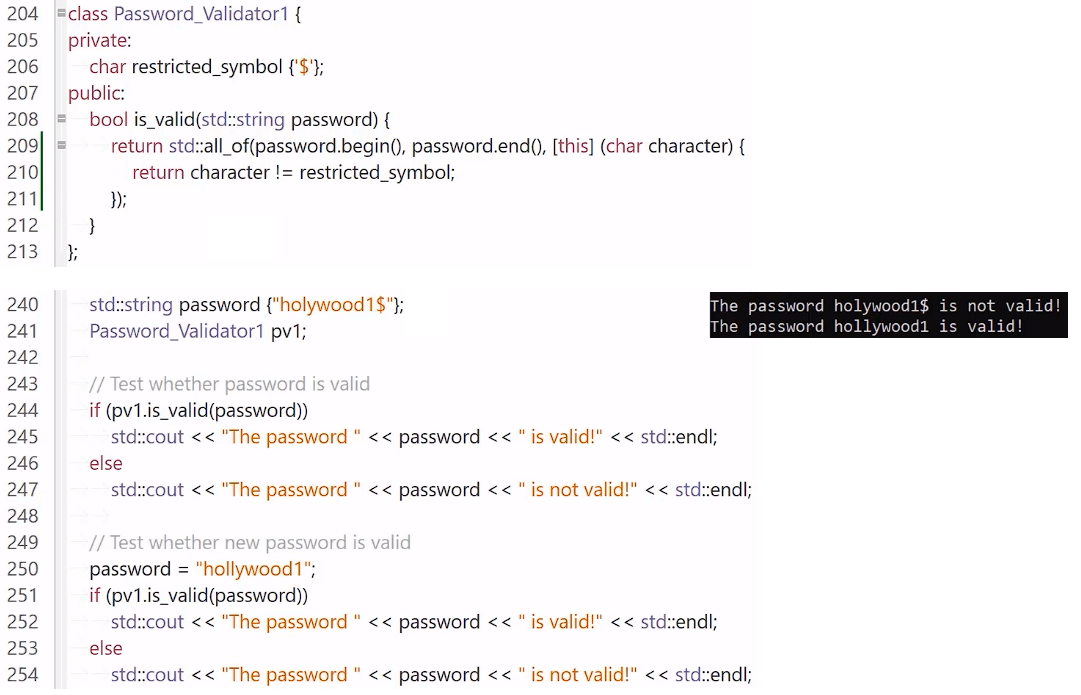 204 class Password_Validator1 {
205 private:
206 char restricted_symbol {'$'};
207 public:
208 bool is_valid(std::string password) {
209 return std::all_of(password.begin(), password.end(), [this] (char character) {
210 return character != restricted_symbol;
211 });
212 }
213 };
240 std::string password {"holywood1$"};
241 Password_Validator1 pv1;
242
243 // Test whether password is valid
244 if (pv1.is_valid(password))
245 std::cout << "The password " << password << " is valid!" << std::endl;
246 else
247 std::cout << "The password " << password << " is not valid!" << std::endl;
248
249 // Test whether new password is valid
250 password = "hollywood1";
251 if (pv1.is_valid(password))
252 std::cout << "The password " << password << " is valid!" << std::endl;
253 else
254 std::cout << "The password " << password << " is not valid!" << std::endl;
The password holywood1$ is not valid!
The password hollywood1 is valid!